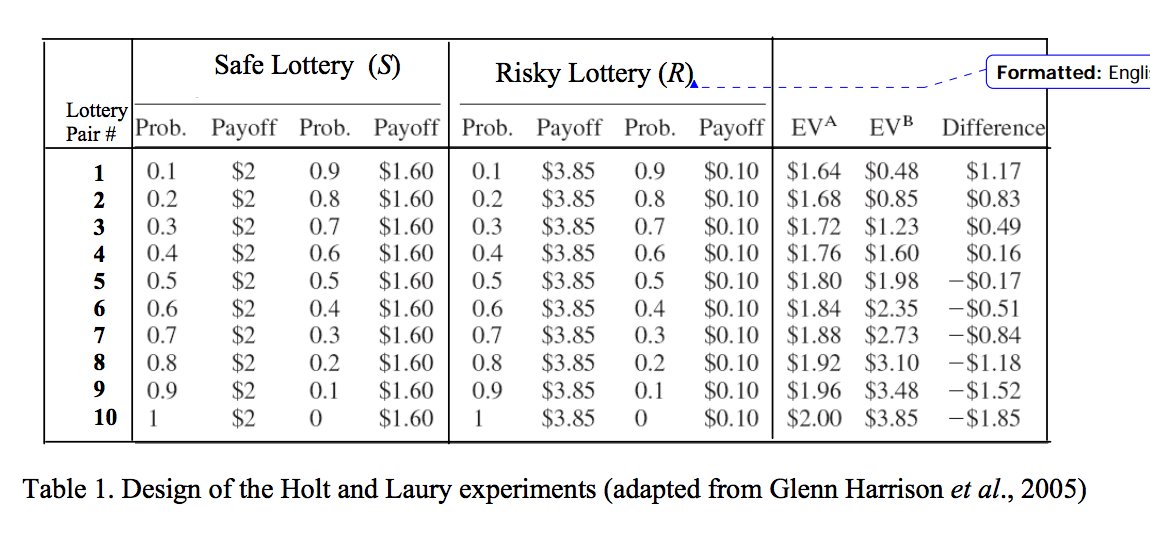 Safe Lottery (S) Risky Lottery (R) Formatted: Engli
Lottery
Pair # Prob. Payoff Prob. Payoff Prob. Payoff Prob. Payoff EVA EVB Difference
1 0.1 $2 0.9 $1.60 0.1 $3.85 0.9 $0.10 $1.64 $0.48 $1.17
2 0.2 $2 0.8 $1.60 0.2 $3.85 0.8 $0.10 $1.68 $0.85 $0.83
3 0.3 $2 0.7 $1.60 0.3 $3.85 0.7 $0.10 $1.72 $1.23 $0.49
4 0.4 $2 0.6 $1.60 0.4 $3.85 0.6 $0.10 $1.76 $1.60 $0.16
5 0.5 $2 0.5 $1.60 0.5 $3.85 0.5 $0.10 $1.80 $1.98 −$0.17
6 0.6 $2 0.4 $1.60 0.6 $3.85 0.4 $0.10 $1.84 $2.35 −$0.51
7 0.7 $2 0.3 $1.60 0.7 $3.85 0.3 $0.10 $1.88 $2.73 −$0.84
8 0.8 $2 0.2 $1.60 0.8 $3.85 0.2 $0.10 $1.92 $3.10 −$1.18
9 0.9 $2 0.1 $1.60 0.9 $3.85 0.1 $0.10 $1.96 $3.48 −$1.52
10 1 $2 0 $1.60 1 $3.85 0 $0.10 $2.00 $3.85 −$1.85
Table 1. Design of the Holt and Laury experiments (adapted from Glenn Harrison et al., 2005)